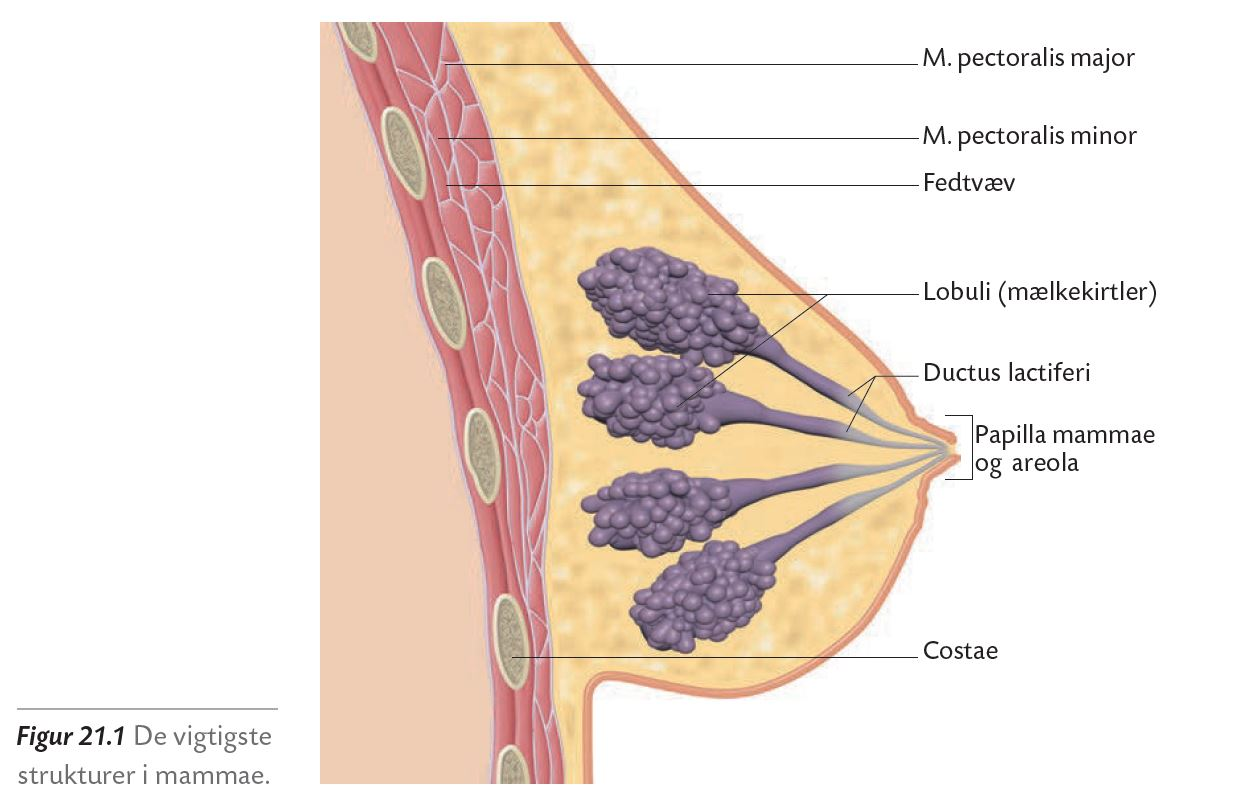 M. pectoralis major
M. pectoralis minor
Fedtvæv
Lobuli (mælkekirtler)
Ductus lactiferi
Papilla mammae
og areola
Costae
Figur 21.1 De vigtigste
strukturer i mammae.